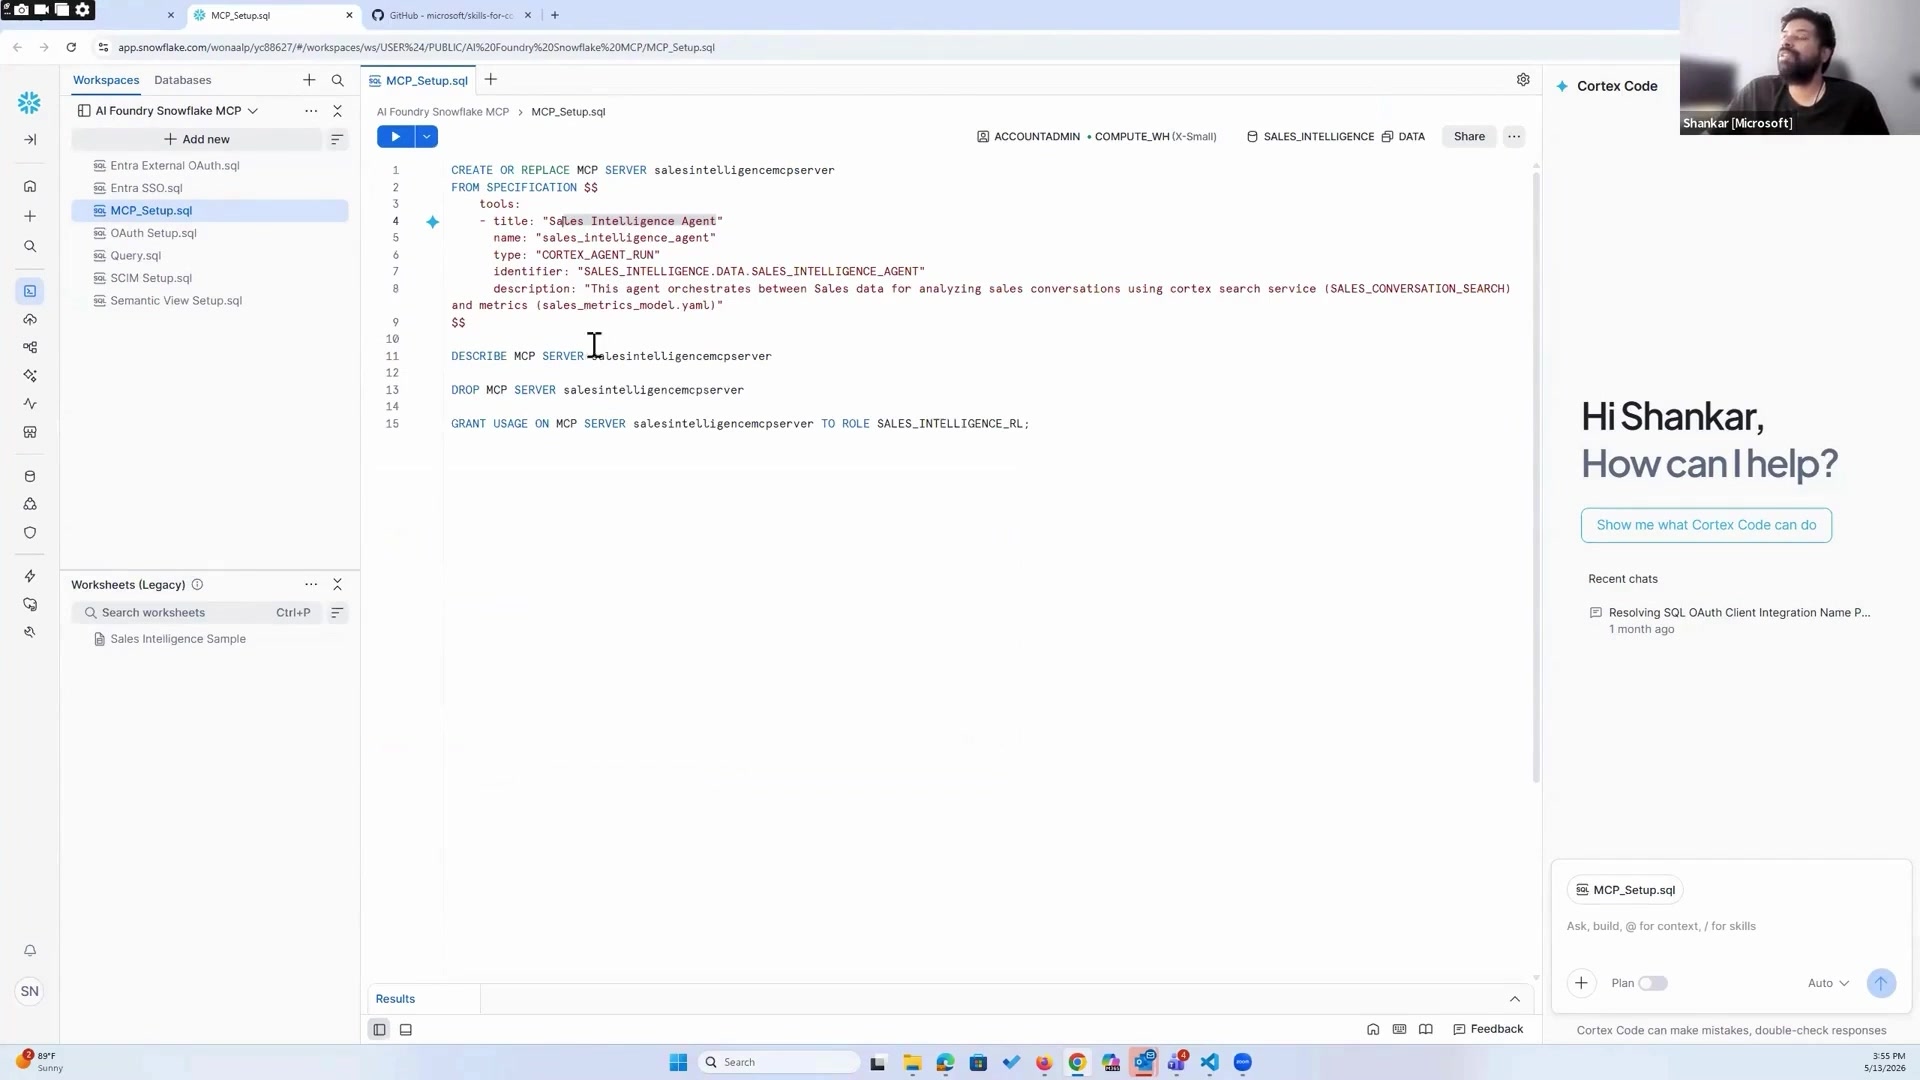 MCP_Setup.sql
GitHub - microsoft/skills-for-co
app.snowflake.com/wonaalp/yc88627/#/workspaces/ws/USER%24/PUBLIC/AI%20Foundry%20Snowflake%20MCP/MCP_Setup.sql
Shankar [Microsoft]
Workspaces
Databases
AI Foundry Snowflake MCP
Add new
Entra External OAuth.sql
Entra SSO.sql
MCP_Setup.sql
OAuth Setup.sql
Query.sql
SCIM Setup.sql
Semantic View Setup.sql
Worksheets (Legacy)
Search worksheets Ctrl+P
Sales Intelligence Sample
SN
MCP_Setup.sql
AI Foundry Snowflake MCP > MCP_Setup.sql
ACCOUNTADMIN • COMPUTE_WH (X-Small) SALES_INTELLIGENCE DATA Share
1 CREATE OR REPLACE MCP SERVER salesintelligencemcpserver
2 FROM SPECIFICATION $$
3 tools:
4 - title: "Sales Intelligence Agent"
5 name: "sales_intelligence_agent"
6 type: "CORTEX_AGENT_RUN"
7 identifier: "SALES_INTELLIGENCE.DATA.SALES_INTELLIGENCE_AGENT"
8 description: "This agent orchestrates between Sales data for analyzing sales conversations using cortex search service (SALES_CONVERSATION_SEARCH)
and metrics (sales_metrics_model.yaml)"
9 $$
10
11 DESCRIBE MCP SERVER salesintelligencemcpserver
12
13 DROP MCP SERVER salesintelligencemcpserver
14
15 GRANT USAGE ON MCP SERVER salesintelligencemcpserver TO ROLE SALES_INTELLIGENCE_RL;
Results
Feedback
Cortex Code
Hi Shankar,
How can I help?
Show me what Cortex Code can do
Recent chats
Resolving SQL OAuth Client Integration Name P...
1 month ago
MCP_Setup.sql
Ask, build, @ for context, / for skills
Plan
Auto
Cortex Code can make mistakes, double-check responses
2
89°F
Sunny
Search
4
3:55 PM
5/13/2026